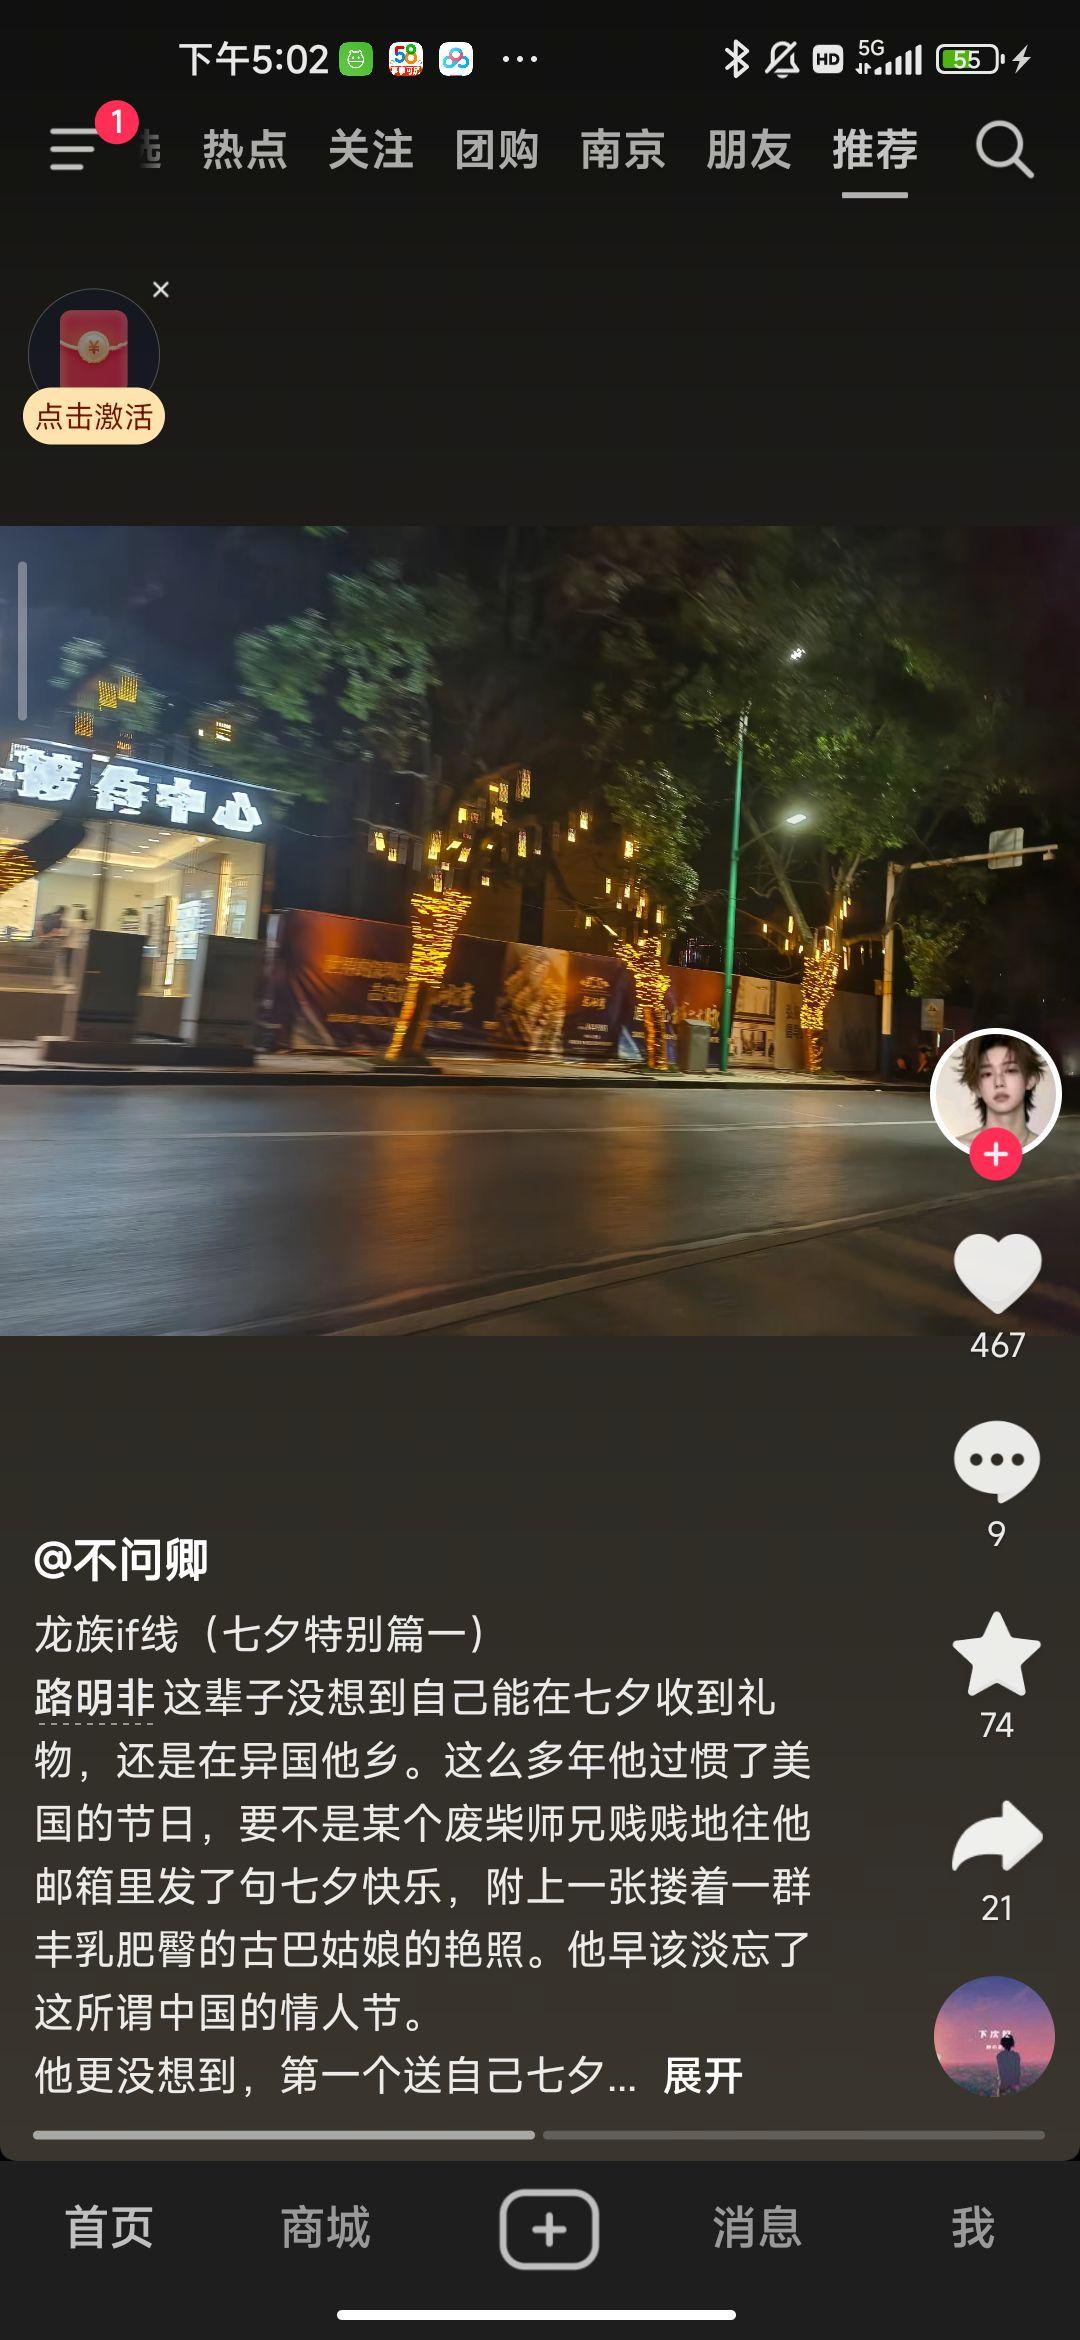 下午5:02
58
HD
5G
55
1
热点 关注 团购 南京 朋友 推荐
点击激活
467
9
74
21
@不问卿
龙族if线（七夕特别篇一）
路明非这辈子没想到自己能在七夕收到礼
物，还是在异国他乡。这么多年他过惯了美
国的节日，要不是某个废柴师兄贱贱地往他
邮箱里发了句七夕快乐，附上一张搂着一群
丰乳肥臀的古巴姑娘的艳照。他早该淡忘了
这所谓中国的情人节。
他更没想到，第一个送自己七夕... 展开
首页 商城 消息 我